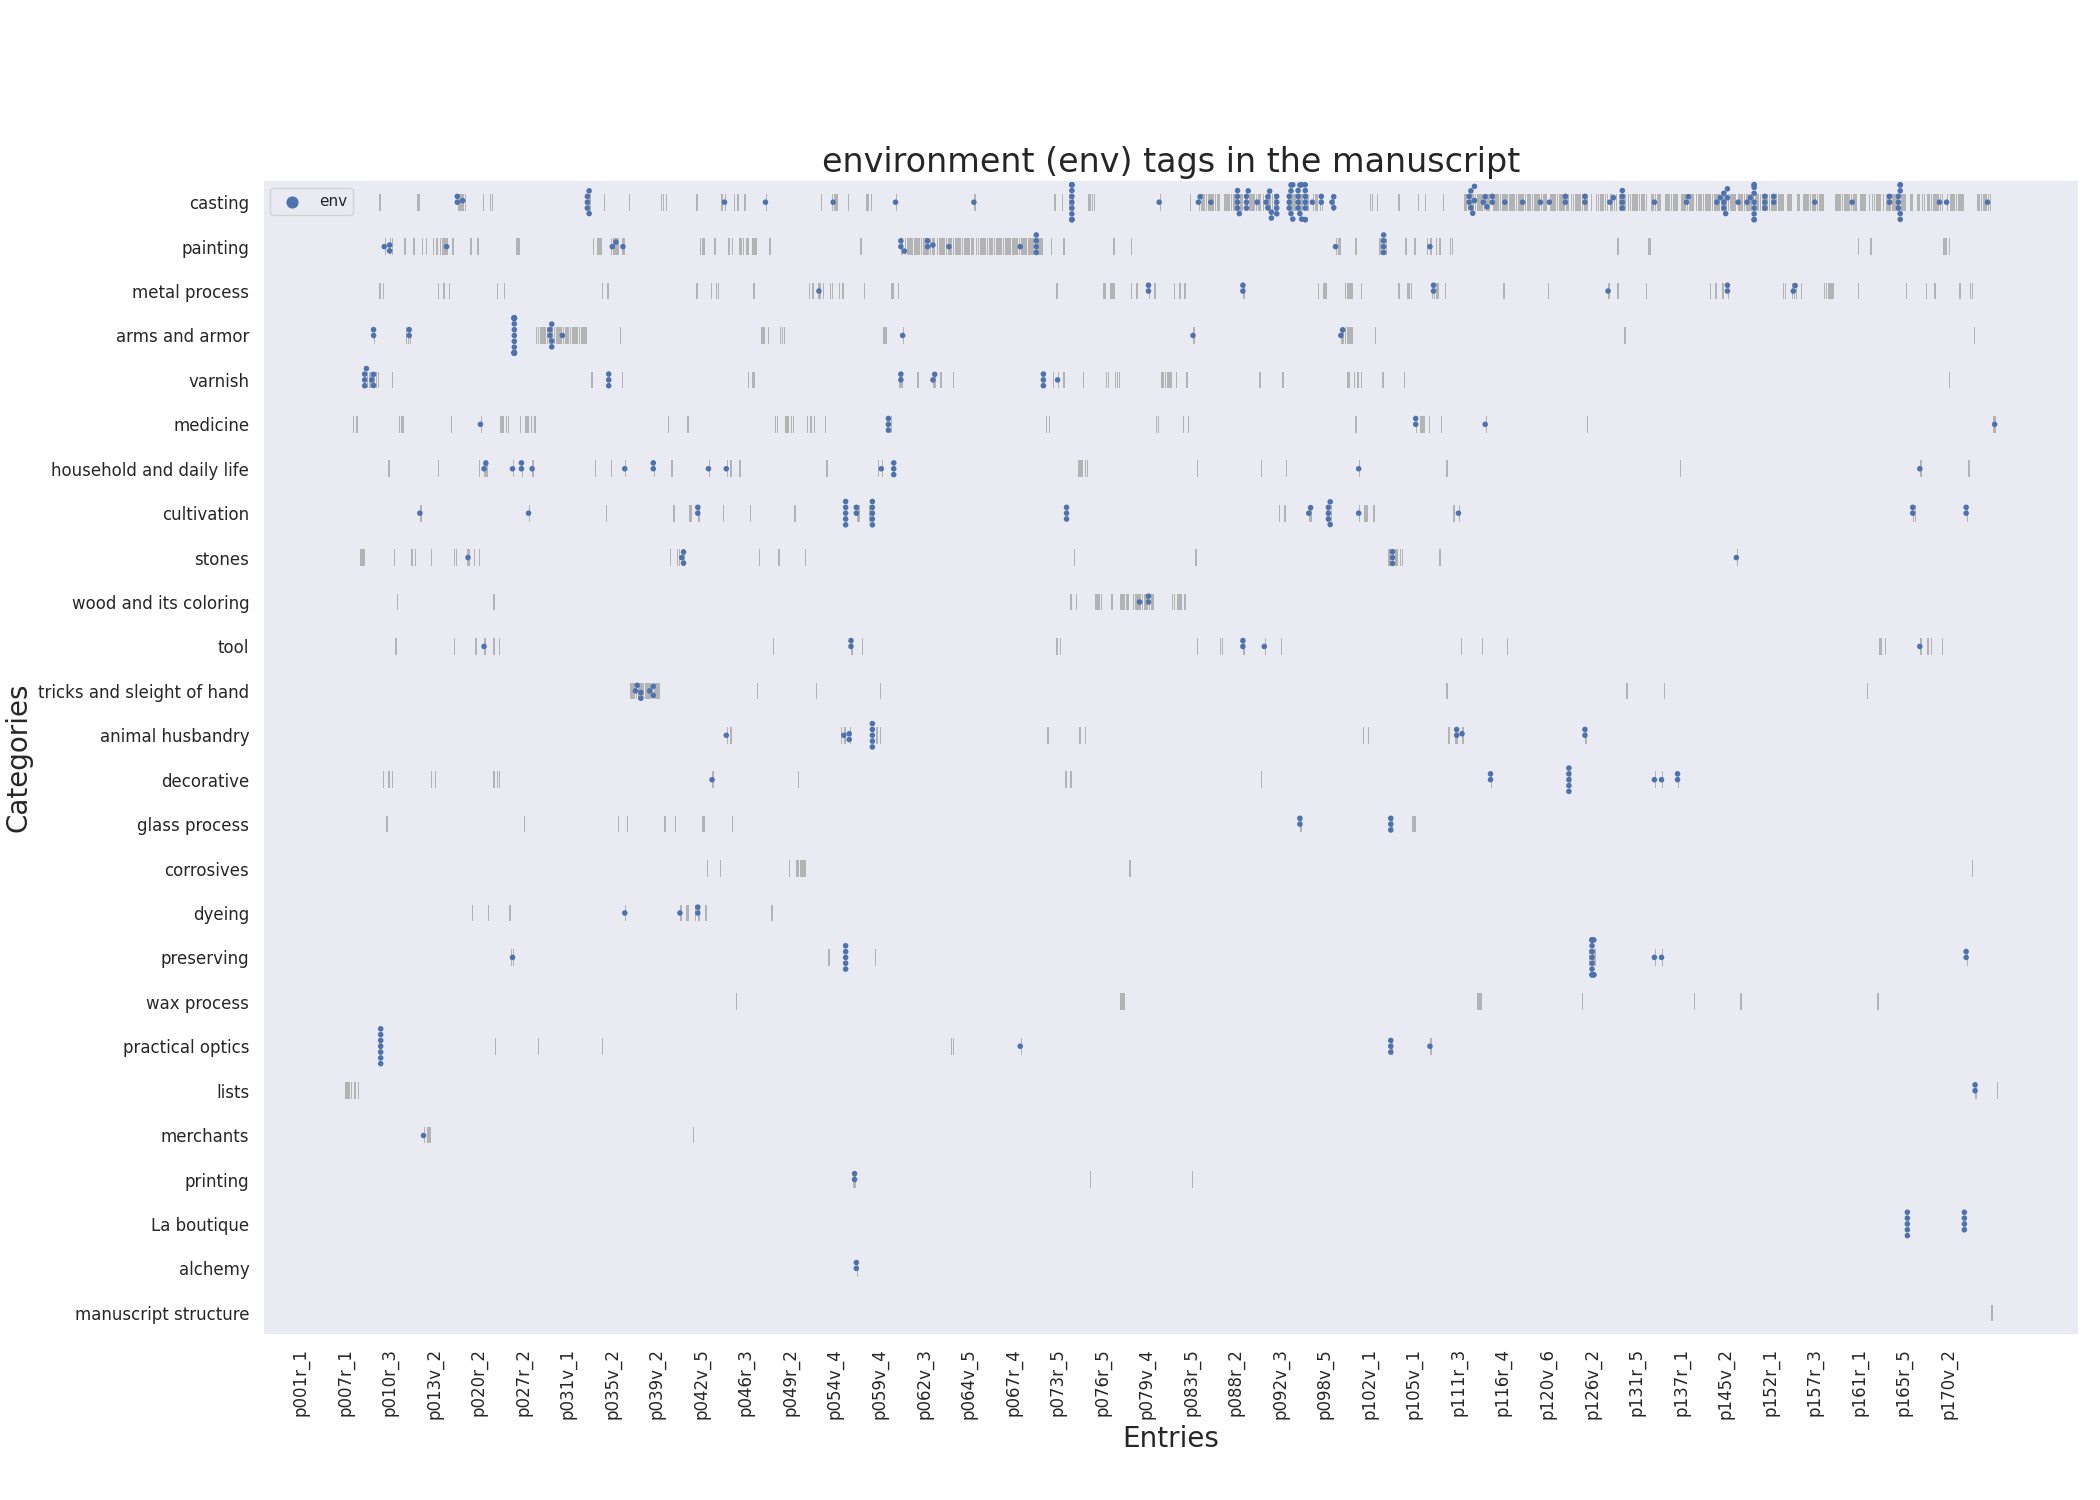 environment (env) tags in the manuscript
env
Categories
casting
painting
metal process
arms and armor
varnish
medicine
household and daily life
cultivation
stones
wood and its coloring
tool
tricks and sleight of hand
animal husbandry
decorative
glass process
corrosives
dyeing
preserving
wax process
practical optics
lists
merchants
printing
La boutique
alchemy
manuscript structure
p001r_1
p007r_1
p010r_3
p013v_2
p020r_2
p027r_2
p031v_1
p035v_2
p039v_2
p042v_5
p046r_3
p049r_2
p054v_4
p059v_4
p062v_3
p064v_5
p067r_4
p073r_5
p076r_5
p079v_4
p083r_5
p088r_2
p092v_3
p098v_5
p102v_1
p105v_1
p111r_3
p116r_4
p120v_6
p126v_2
p131r_5
p137r_1
p145v_2
p152r_1
p157r_3
p161r_1
p165r_5
p170v_2
Entries